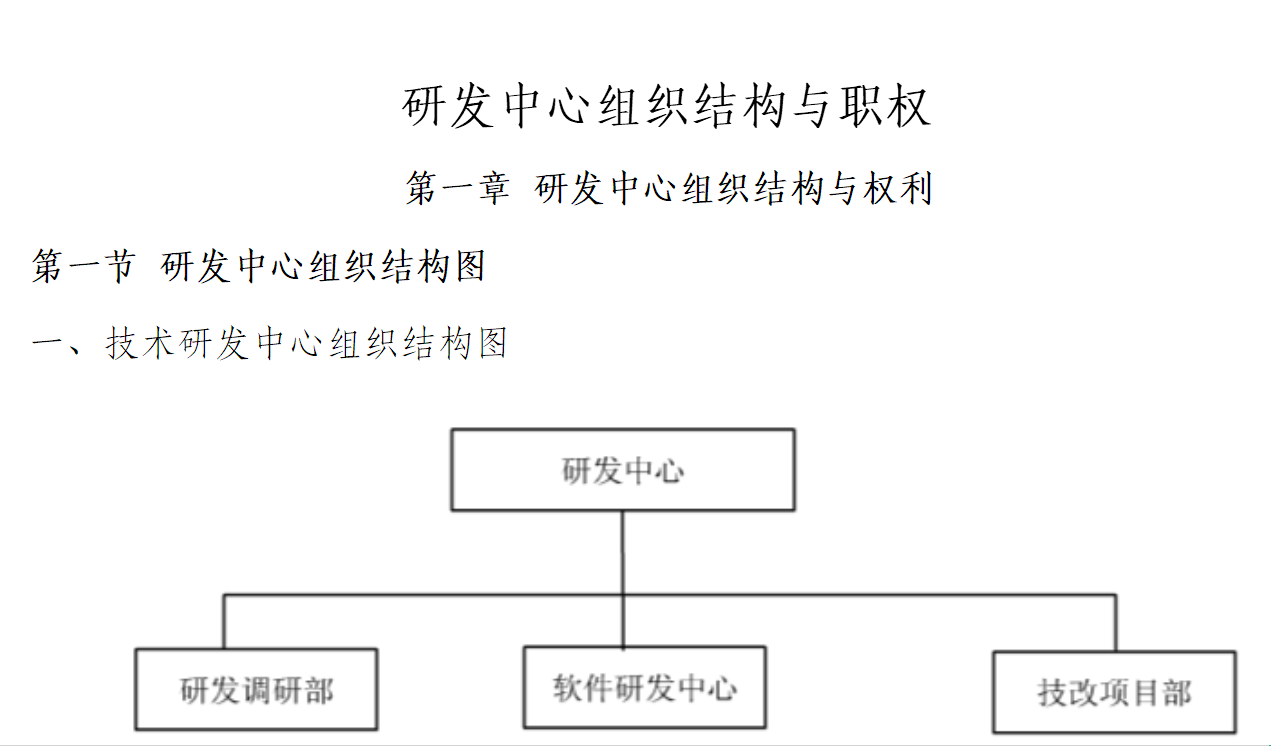 研发中心组织结构与职权
第一章 研发中心组织结构与权利
第一节 研发中心组织结构图
一、技术研发中心组织结构图
研发中心
研发调研部
软件研发中心
技改项目部